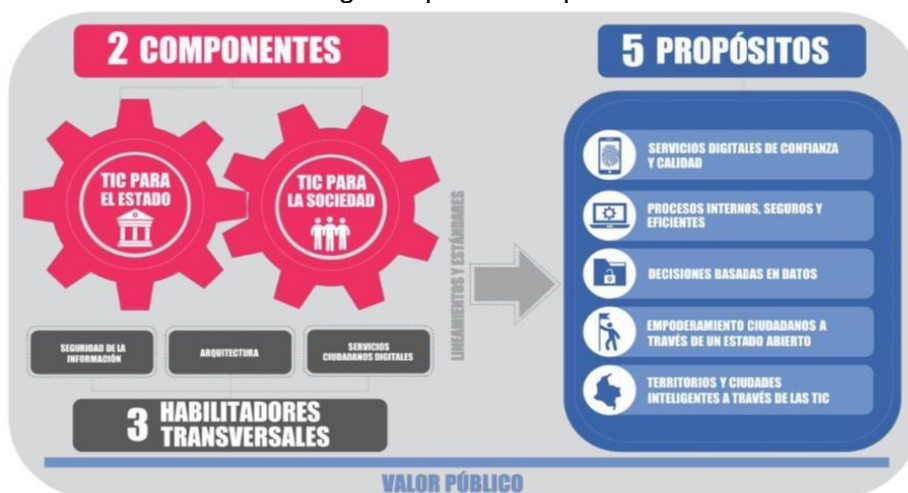 2 COMPONENTES
TIC PARA
EL ESTADO
TIC PARA
LA SOCIEDAD
SEGURIDAD DE LA
INFORMACIÓN
ARQUITECTURA
SERVICIOS
CIUDADANOS DIGITALES
3 HABILITADORES
TRANSVERSALES
LINEAMIENTOS Y ESTÁNDARES
5 PROPÓSITOS
SERVICIOS DIGITALES DE CONFIANZA
Y CALIDAD
PROCESOS INTERNOS, SEGUROS Y
EFICIENTES
DECISIONES BASADAS EN DATOS
EMPODERAMIENTO CIUDADANOS A
TRAVÉS DE UN ESTADO ABIERTO
TERRITORIOS Y CIUDADES
INTELIGENTES A TRAVÉS DE LAS TIC
VALOR PÚBLICO